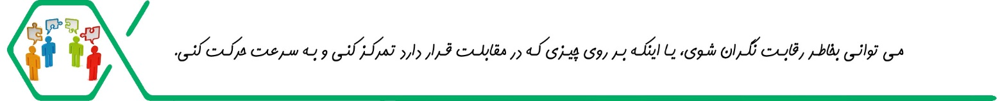 می توانی بخاطر رقابت نگران شوی، یا اینکه بر روی چیزی که در مقابلت قرار دارد تمرکز کنی و به سرعت حرکت کنی.